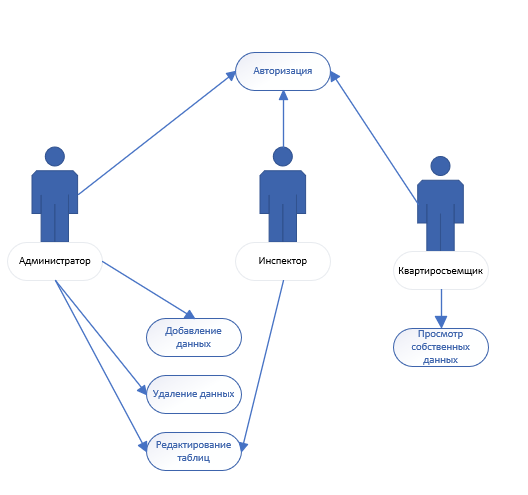 Авторизация
Администратор
Инспектор
Квартиросъемщик
Добавление
данных
Просмотр
собственных
данных
Удаление данных
Редактирование
таблиц